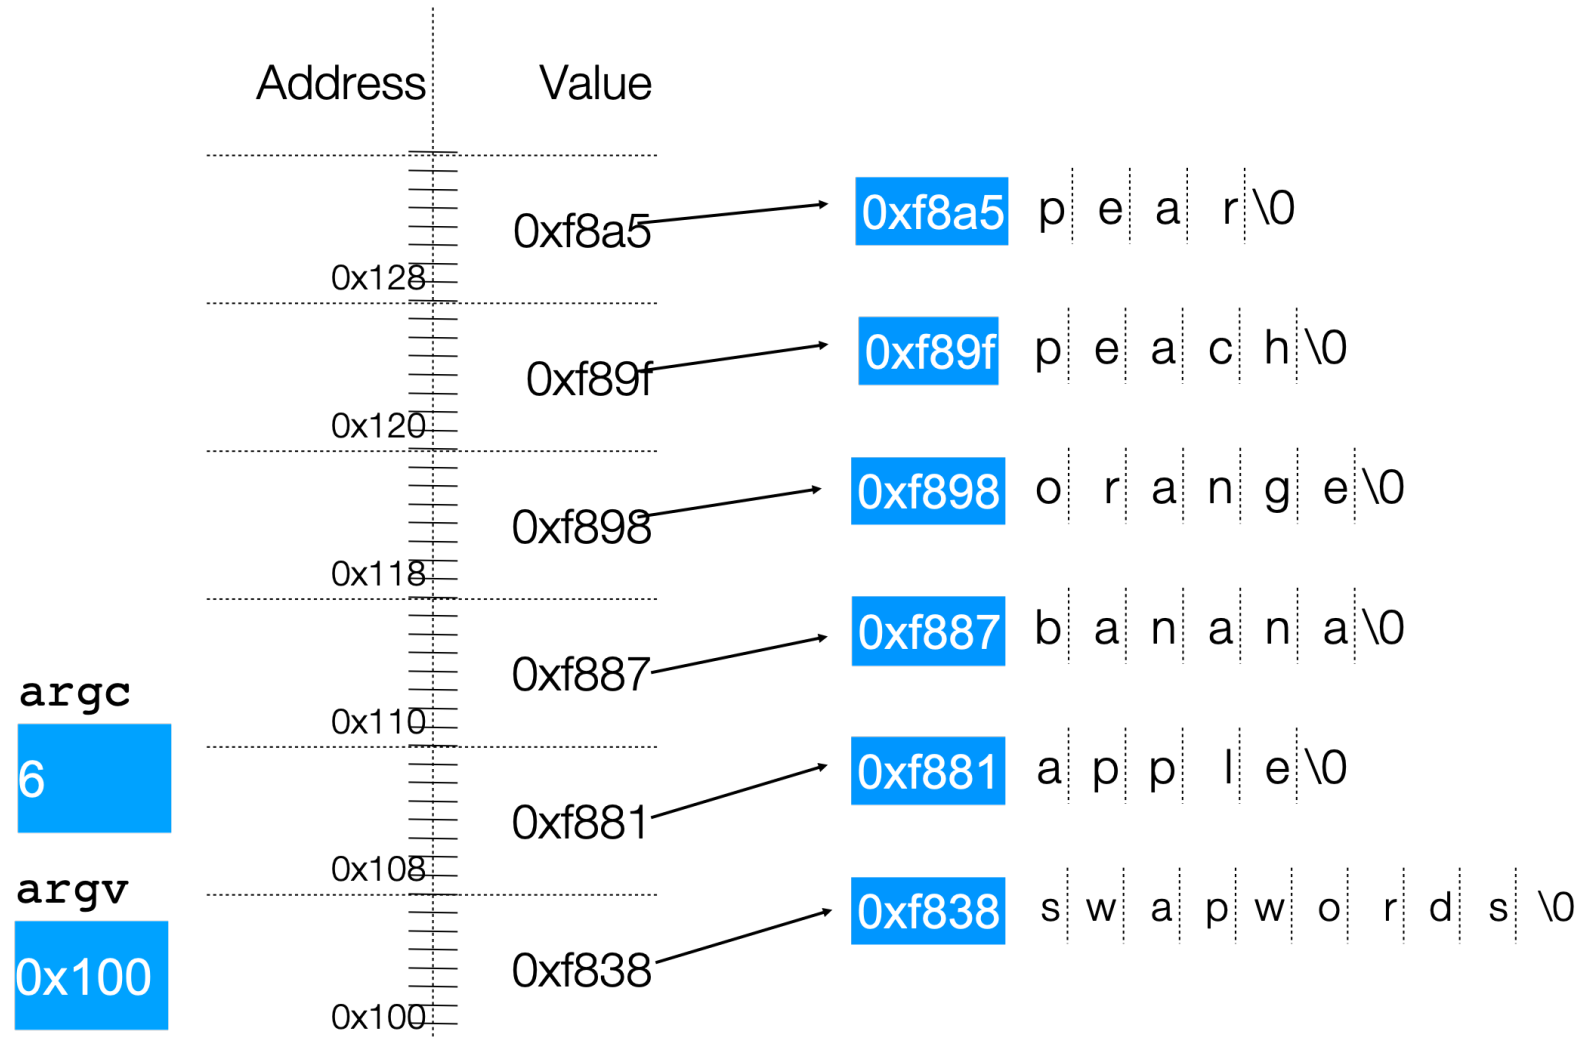 Address Value
0xf8a5 0xf8a5 p e a r \0
0x128
0xf89f 0xf89f p e a c h \0
0x120
0xf898 0xf898 o r a n g e \0
0x118
0xf887 0xf887 b a n a n a \0
argc
0x110
6
0xf881 0xf881 a p p l e \0
0x108
argv
0xf838 0xf838 s w a p w o r d s \0
0x100
0x100